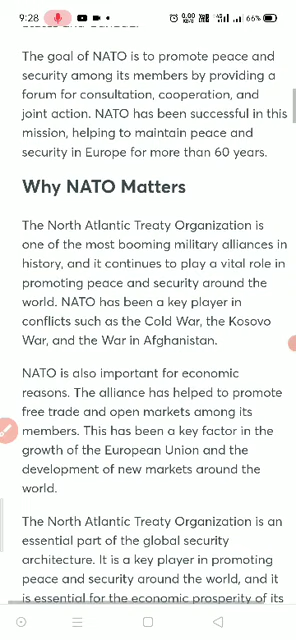 9:28
0.00
KB/S
4G
66%
The goal of NATO is to promote peace and
security among its members by providing a
forum for consultation, cooperation, and
joint action. NATO has been successful in this
mission, helping to maintain peace and
security in Europe for more than 60 years.
Why NATO Matters
The North Atlantic Treaty Organization is
one of the most booming military alliances in
history, and it continues to play a vital role in
promoting peace and security around the
world. NATO has been a key player in
conflicts such as the Cold War, the Kosovo
War, and the War in Afghanistan.
NATO is also important for economic
reasons. The alliance has helped to promote
free trade and open markets among its
members. This has been a key factor in the
growth of the European Union and the
development of new markets around the
world.
The North Atlantic Treaty Organization is an
essential part of the global security
architecture. It is a key player in promoting
peace and security around the world, and it
is essential for the economic prosperity of its